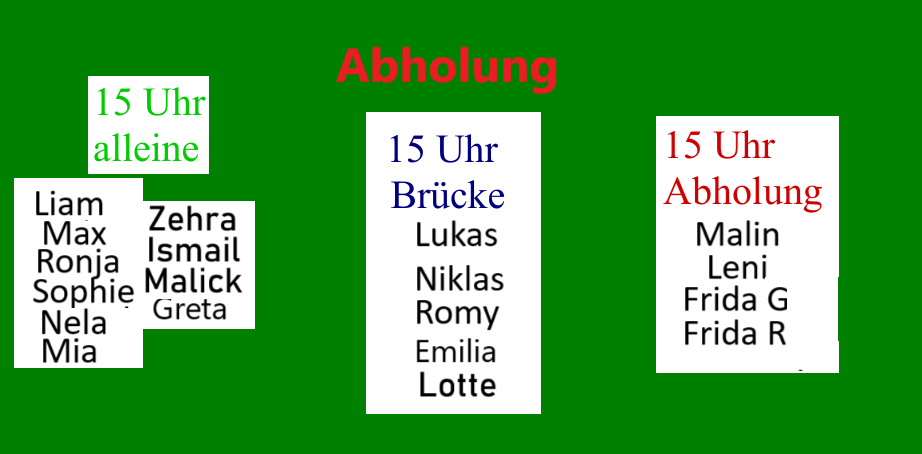 Abholung
15 Uhr
alleine
Liam
Max
Ronja
Sophie
Nela
Mia
Zehra
Ismail
Malick
Greta
15 Uhr
Brücke
Lukas
Niklas
Romy
Emilia
Lotte
15 Uhr
Abholung
Malin
Leni
Frida G
Frida R